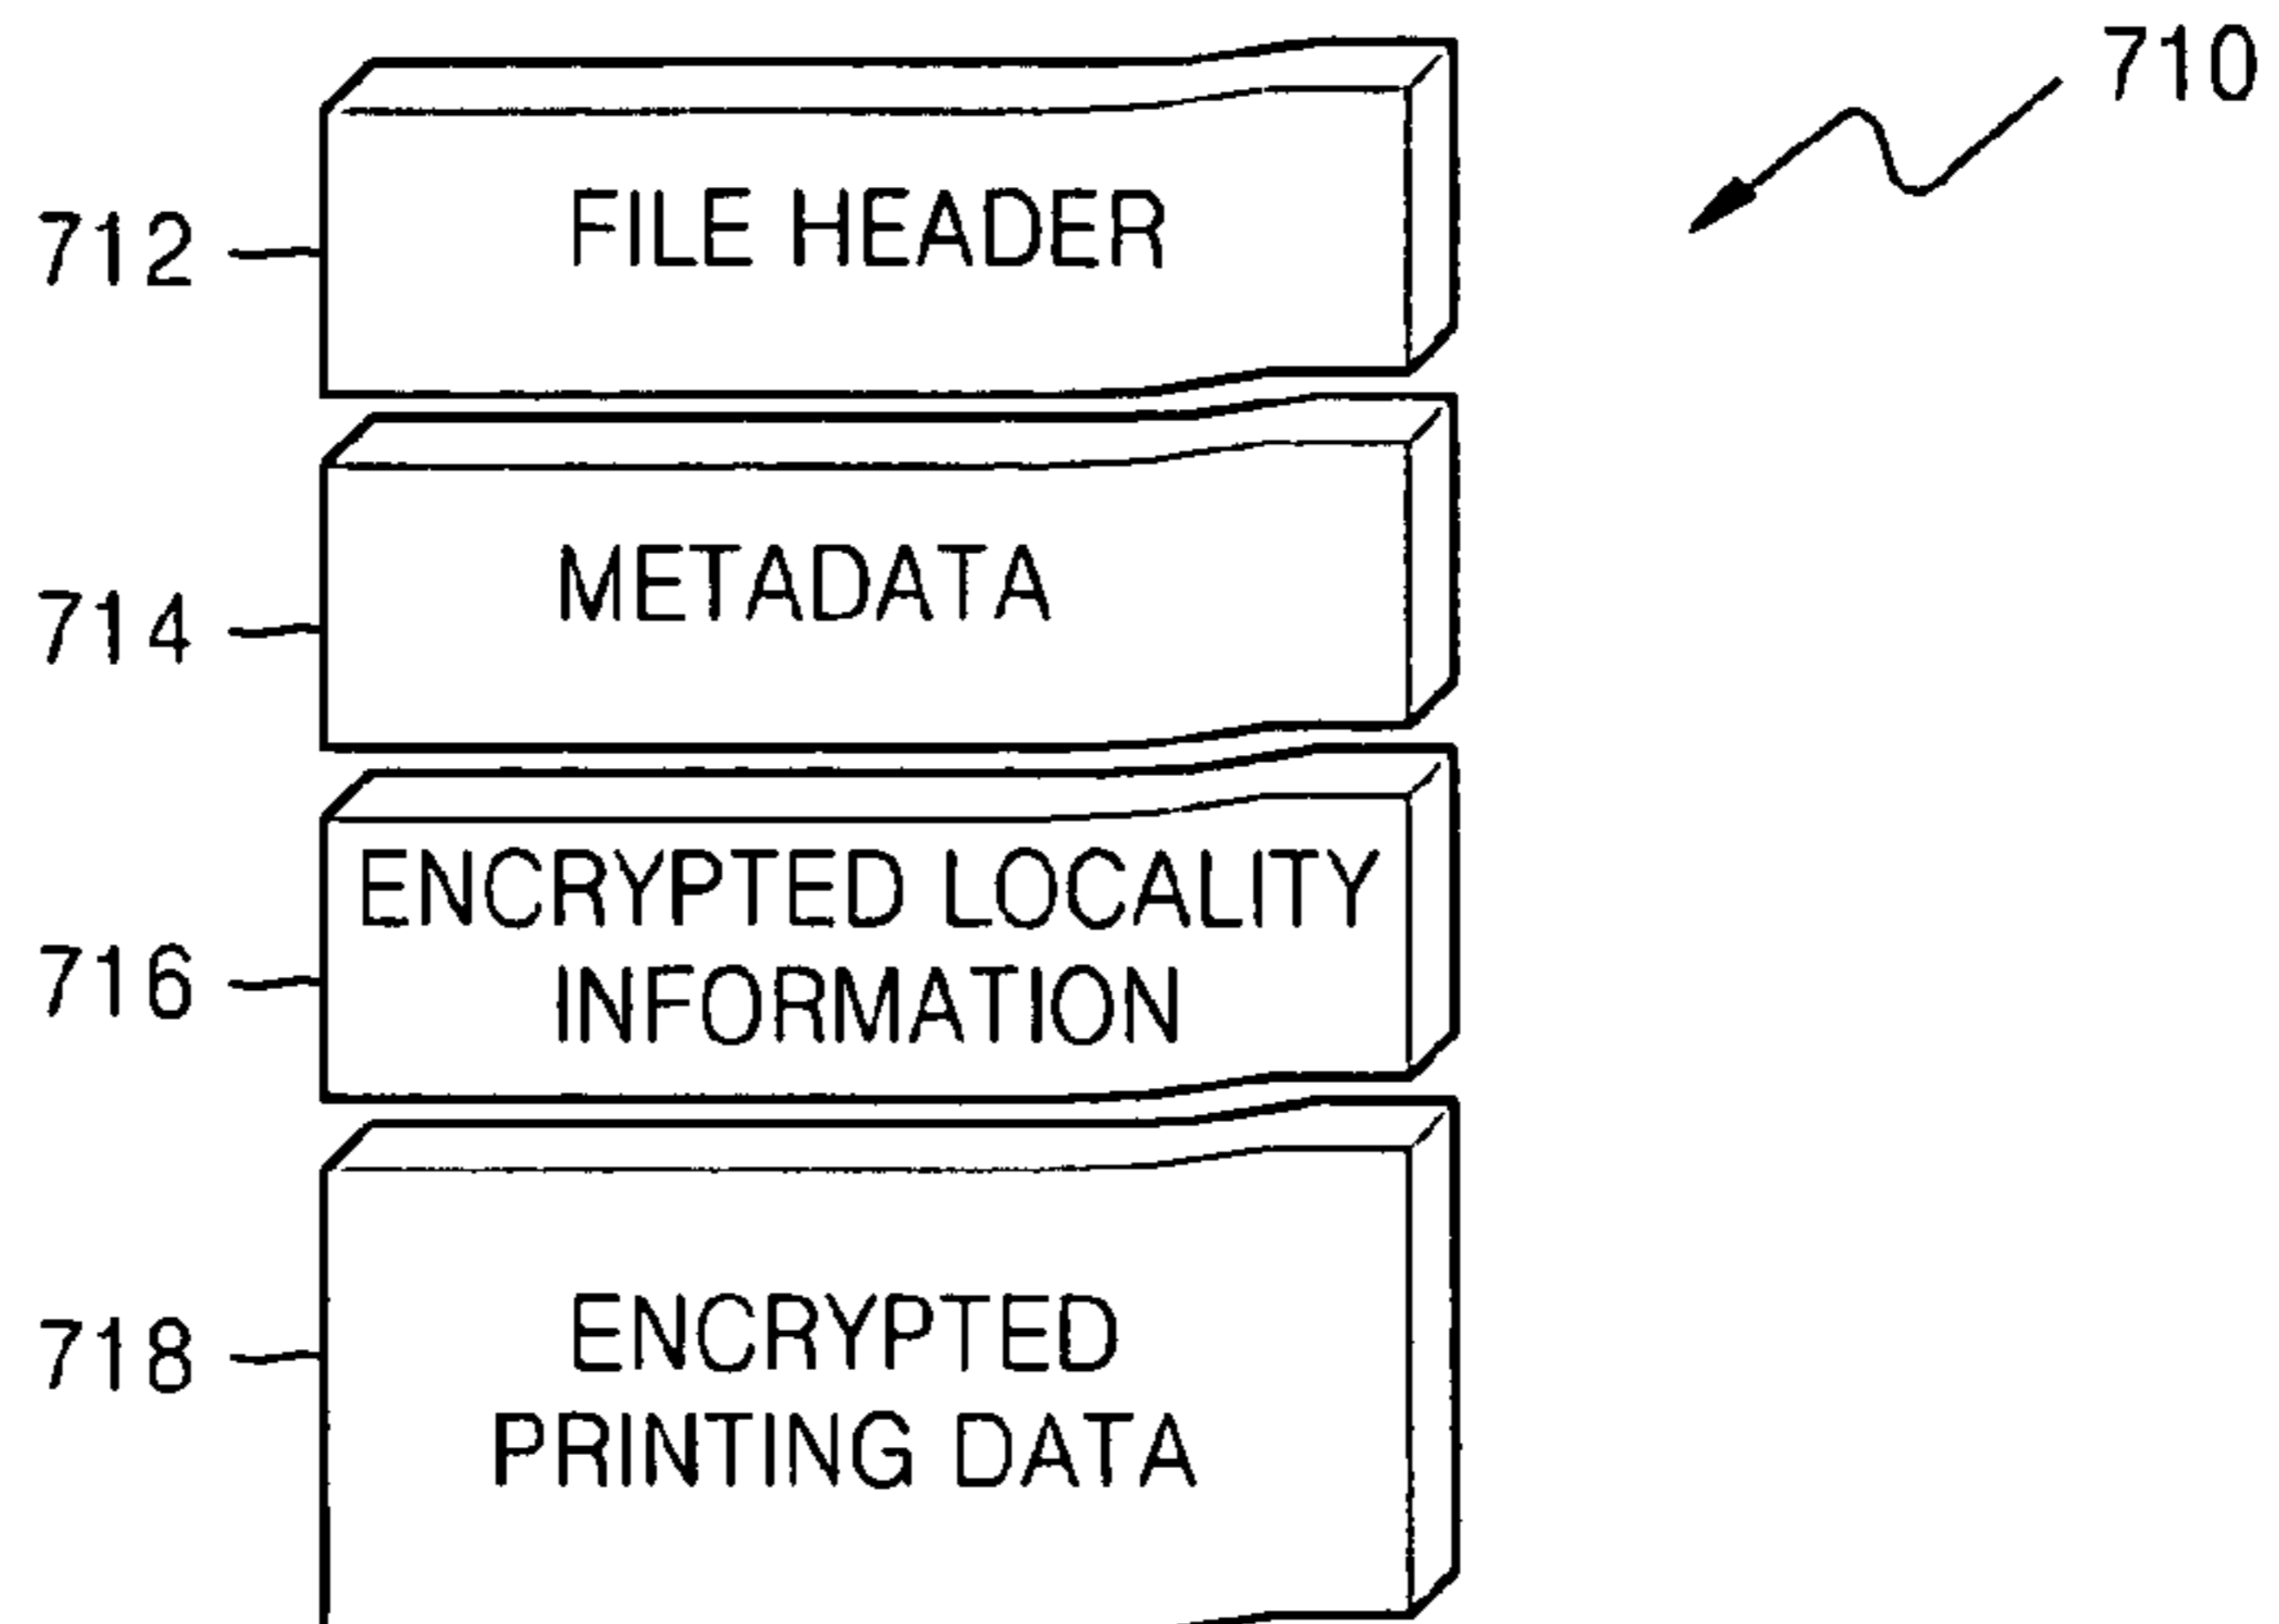 710
712
FILE HEADER
714
METADATA
716
ENCRYPTED LOCALITY
INFORMATION
718
ENCRYPTED
PRINTING DATA